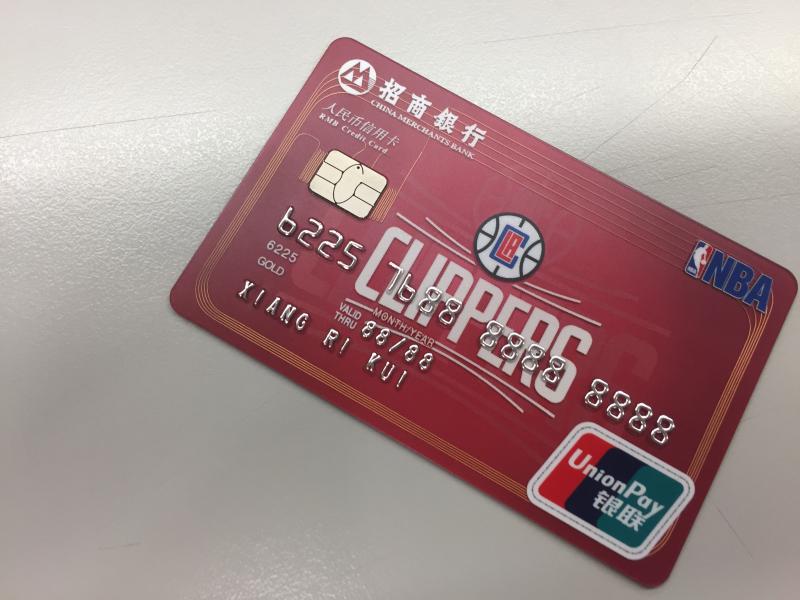 招商銀行
CHINA MERCHANTS BANK
人民币信用卡
RMB Credit Card
NBA
LAC
CLIPPERS
6225 7688 8888 8888
6225
GOLD
MONTH/YEAR
VALID THRU 88/88
XIANG RI KUI
UnionPay
银联